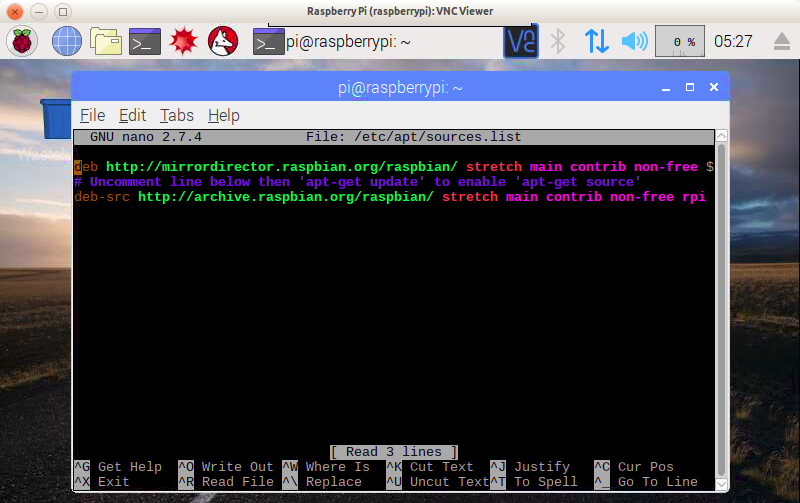 Raspberry Pi (raspberrypi): VNC Viewer
pi@raspberrypi: ~
0 %
05:27
pi@raspberrypi: ~
File Edit Tabs Help
GNU nano 2.7.4 File: /etc/apt/sources.list
deb http://mirrordirector.raspbian.org/raspbian/ stretch main contrib non-free $
# Uncomment line below then 'apt-get update' to enable 'apt-get source'
deb-src http://archive.raspbian.org/raspbian/ stretch main contrib non-free rpi
[ Read 3 lines ]
^G Get Help ^O Write Out ^W Where Is ^K Cut Text ^J Justify ^C Cur Pos
^X Exit ^R Read File ^\ Replace ^U Uncut Text ^T To Spell ^_ Go To Line